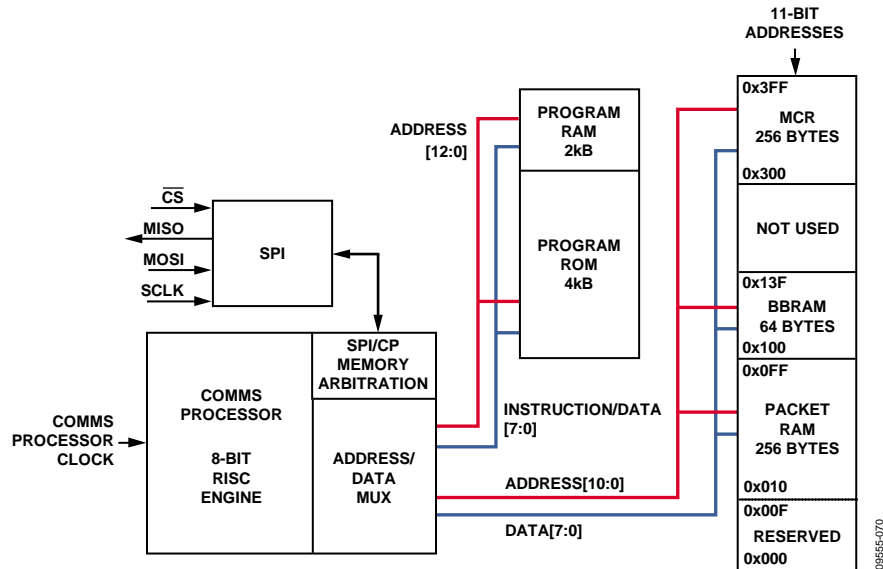 11-BIT
ADDRESSES
0x3FF
MCR
256 BYTES
0x300
NOT USED
0x13F
BBRAM
64 BYTES
0x100
0x0FF
PACKET
RAM
256 BYTES
0x010
0x00F
RESERVED
0x000
PROGRAM
RAM
2kB
PROGRAM
ROM
4kB
ADDRESS
[12:0]
CS
MISO
MOSI
SCLK
SPI
SPI/CP
MEMORY
ARBITRATION
COMMS
PROCESSOR
8-BIT
RISC
ENGINE
ADDRESS/
DATA
MUX
COMMS
PROCESSOR
CLOCK
INSTRUCTION/DATA
[7:0]
ADDRESS[10:0]
DATA[7:0]
09555-070